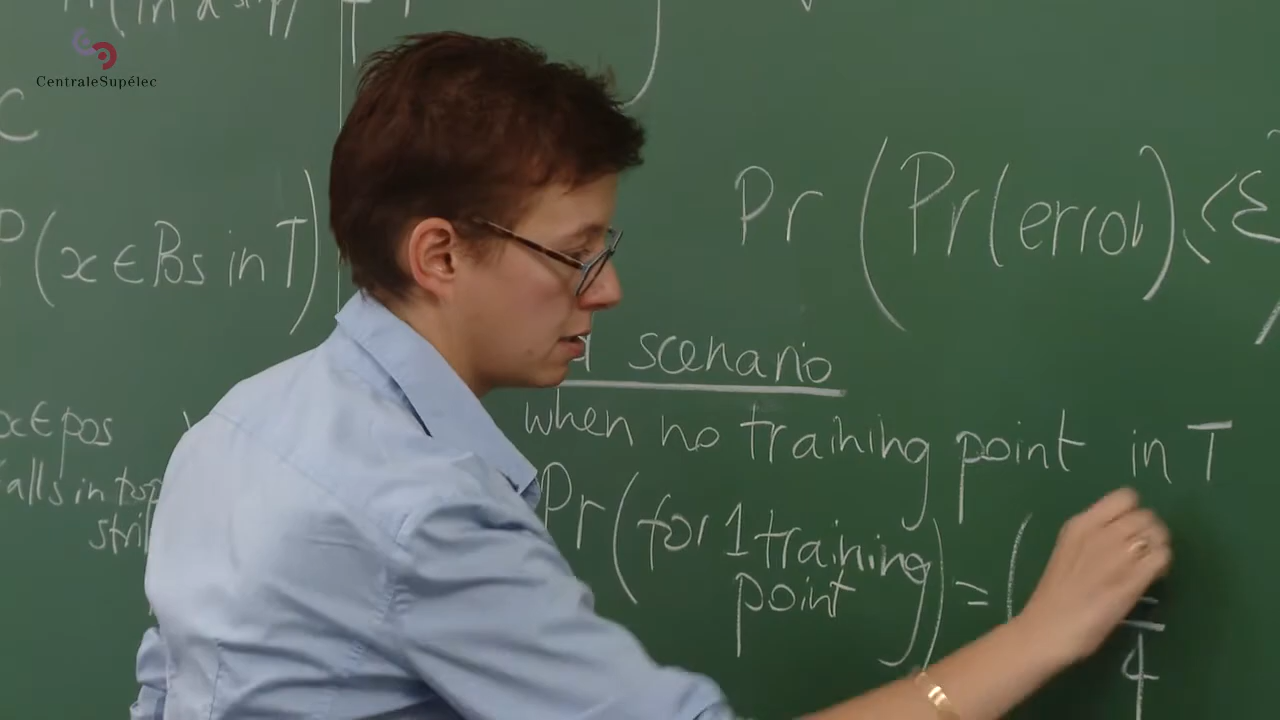 CentraleSupélec
C
P(x ∈ Pos in T)
Pr (Pr(error) ≤ ε
scenario
when no training point in T
x ∈ pos
falls in top
strip
Pr(for 1 training
point) = (
4